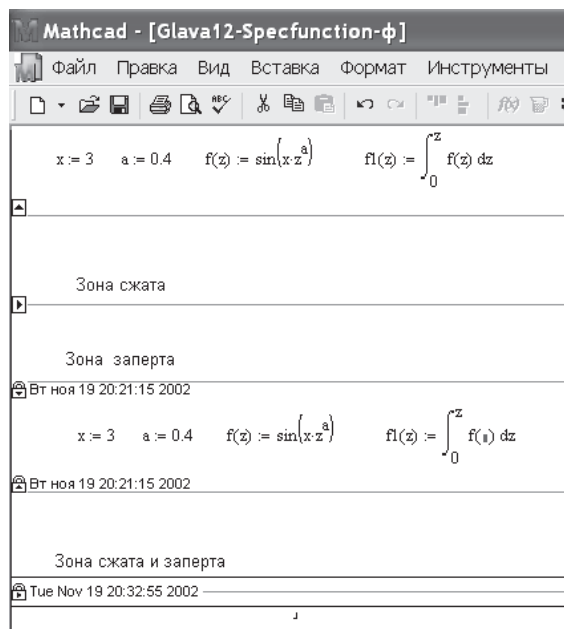 Mathcad - [Glava12-Specfunction-ф]
Файл Правка Вид Вставка Формат Инструменты
x := 3 a := 0.4 f(z) := sin(x·z^a) f1(z) := ∫_0^z f(z) dz
Зона сжата
Зона заперта
Вт ноя 19 20:21:15 2002
x := 3 a := 0.4 f(z) := sin(x·z^a) f1(z) := ∫_0^z f(▮) dz
Вт ноя 19 20:21:15 2002
Зона сжата и заперта
Tue Nov 19 20:32:55 2002